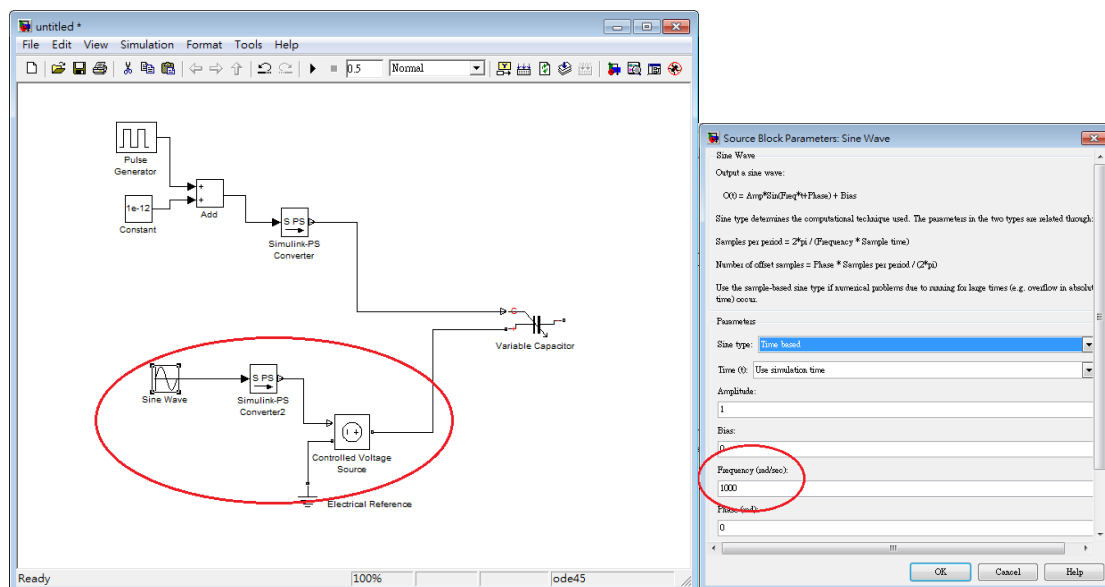 untitled *
File Edit View Simulation Format Tools Help
0.5 Normal
Pulse
Generator
1e-12
Constant
+
+
Add
S PS
Simulink-PS
Converter
C
Variable Capacitor
Sine Wave
S PS
Simulink-PS
Converter2
Controlled Voltage
Source
Electrical Reference
Ready 100% ode45
Source Block Parameters: Sine Wave
Sine Wave
Output a sine wave:
O(t) = Amp*Sin(Freq*t+Phase) + Bias
Sine type determines the computational technique used. The parameters in the two types are related through:
Samples per period = 2*pi / (Frequency * Sample time)
Number of offset samples = Phase * Samples per period / (2*pi)
Use the sample-based sine type if numerical problems due to running for large times (e.g. overflow in absolut
time) occur.
Parameters
Sine type: Time based
Time (t): Use simulation time
Amplitude:
1
Bias:
0
Frequency (rad/sec):
1000
Phase (rad):
0
OK Cancel Help